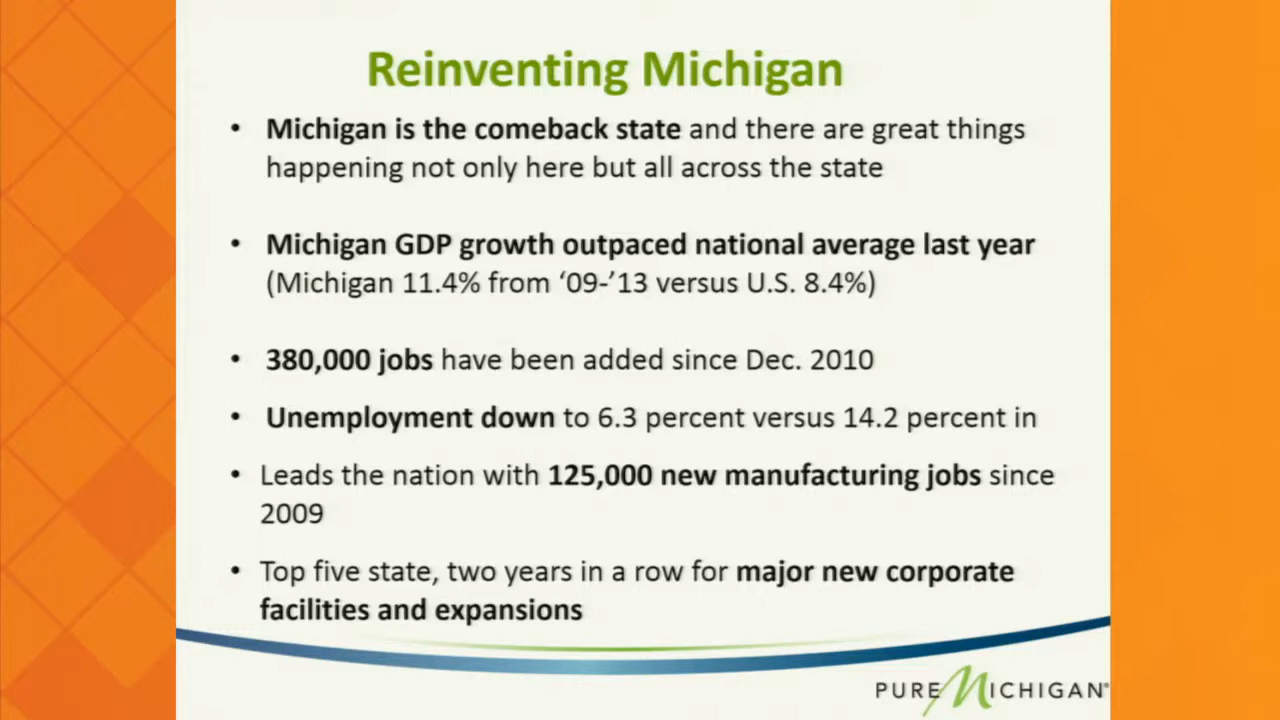 Reinventing Michigan
• Michigan is the comeback state and there are great things
happening not only here but all across the state
• Michigan GDP growth outpaced national average last year
(Michigan 11.4% from ‘09-’13 versus U.S. 8.4%)
• 380,000 jobs have been added since Dec. 2010
• Unemployment down to 6.3 percent versus 14.2 percent in
• Leads the nation with 125,000 new manufacturing jobs since
2009
• Top five state, two years in a row for major new corporate
facilities and expansions
PURE MICHIGAN®